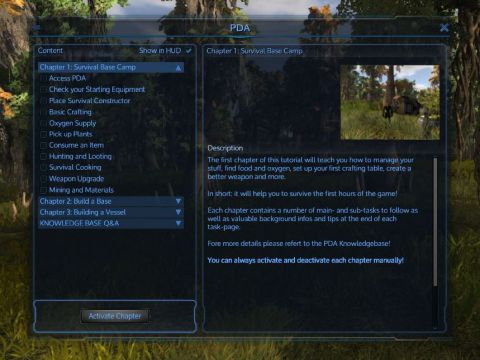 PDA
Content
Show in HUD
Chapter 1: Survival Base Camp
Access PDA
Check your Starting Equipment
Place Survival Constructor
Basic Crafting
Oxygen Supply
Pick up Plants
Consume an Item
Hunting and Looting
Survival Cooking
Weapon Upgrade
Mining and Materials
Chapter 2: Build a Base
Chapter 3: Building a Vessel
KNOWLEDGE BASE Q&A
Activate Chapter
Chapter 1: Survival Base Camp
Description
The first chapter of this tutorial will teach you how to manage your
stuff, find food and oxygen, set up your first crafting table, create a
better weapon and more.
In short: it will help you to survive the first hours of the game!
Each chapter contains a number of main- and sub-tasks to follow as
well as valuable background infos and tips at the end of each
task-page.
Fore more details please refert to the PDA Knowledgebase!
You can always activate and deactivate each chapter manually!